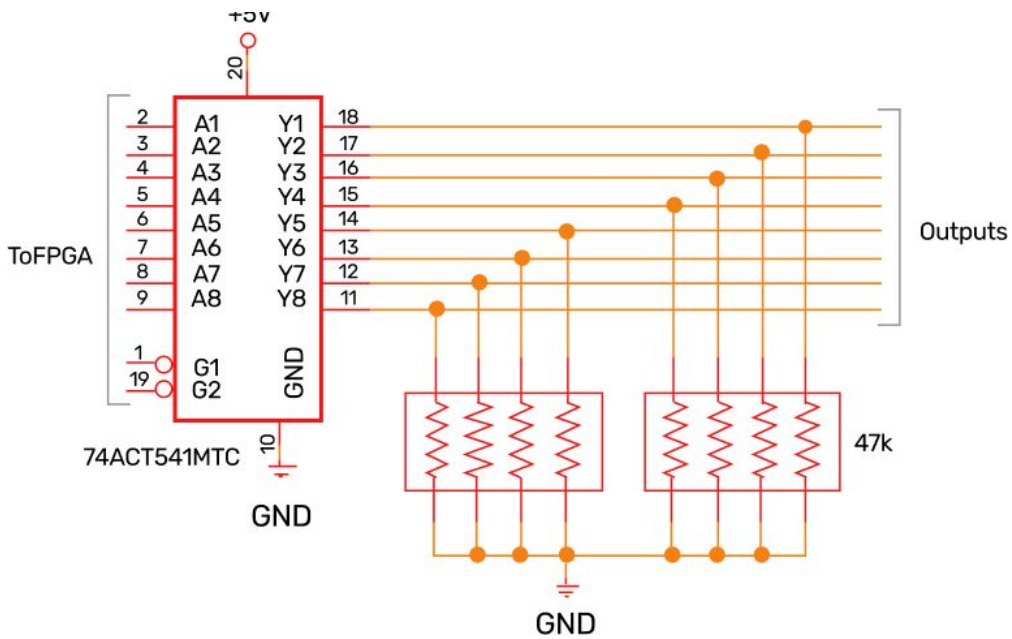 +5V
20
2 A1 Y1 18
3 A2 Y2 17
4 A3 Y3 16
5 A4 Y4 15
6 A5 Y5 14
7 A6 Y6 13
8 A7 Y7 12
9 A8 Y8 11
ToFPGA
Outputs
1 G1
19 G2
GND
10
74ACT541MTC
GND
47k
GND